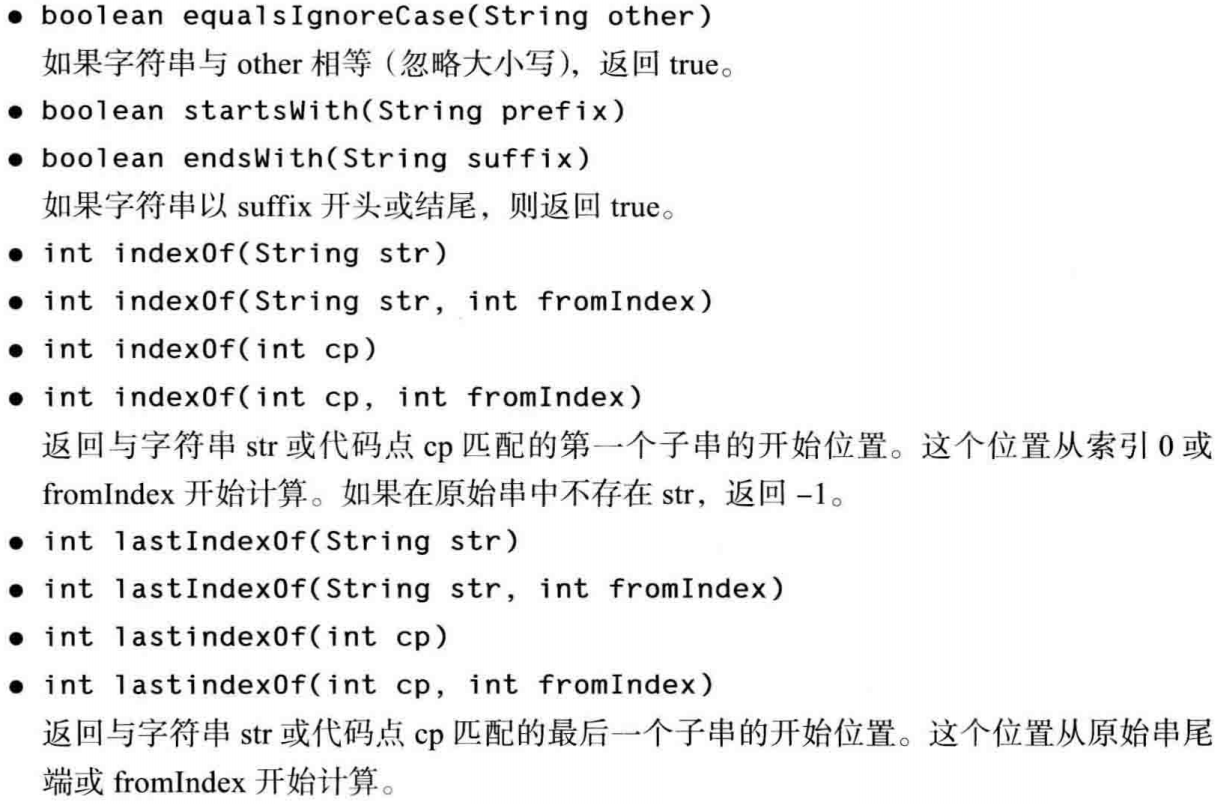 ● boolean equalsIgnoreCase(String other)
如果字符串与 other 相等（忽略大小写），返回 true。
● boolean startsWith(String prefix)
● boolean endsWith(String suffix)
如果字符串以 suffix 开头或结尾，则返回 true。
● int indexOf(String str)
● int indexOf(String str, int fromIndex)
● int indexOf(int cp)
● int indexOf(int cp, int fromIndex)
返回与字符串 str 或代码点 cp 匹配的第一个子串的开始位置。这个位置从索引 0 或
fromIndex 开始计算。如果在原始串中不存在 str，返回 –1。
● int lastIndexOf(String str)
● int lastIndexOf(String str, int fromIndex)
● int lastindexOf(int cp)
● int lastindexOf(int cp, int fromIndex)
返回与字符串 str 或代码点 cp 匹配的最后一个子串的开始位置。这个位置从原始串尾
端或 fromIndex 开始计算。